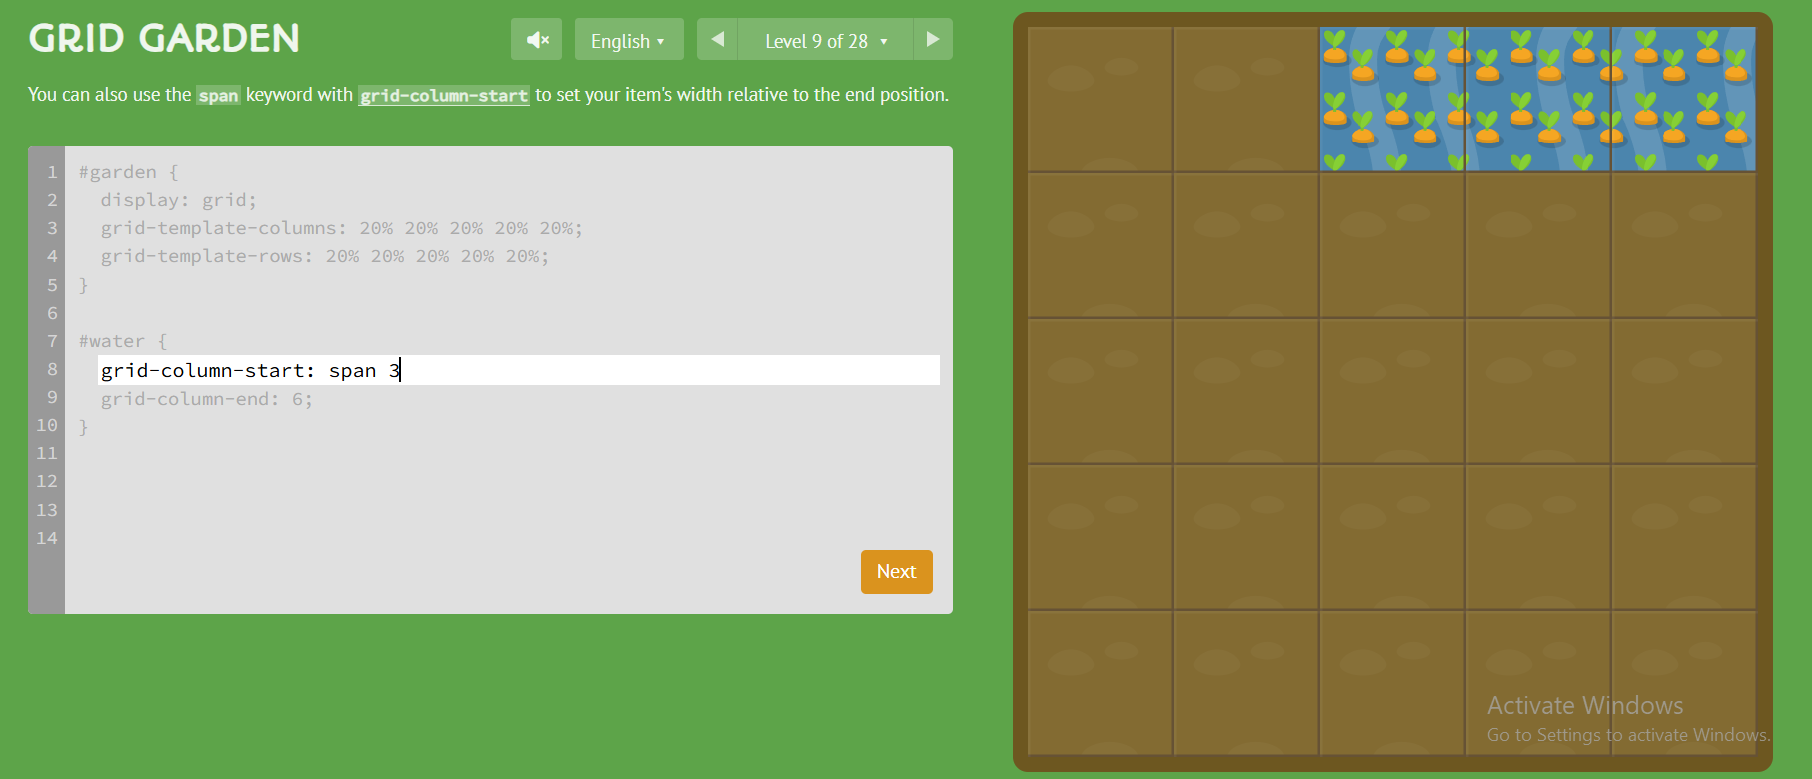 GRID GARDEN
English ▾
Level 9 of 28 ▾
You can also use the span keyword with grid-column-start to set your item's width relative to the end position.
1 #garden {
2 display: grid;
3 grid-template-columns: 20% 20% 20% 20% 20%;
4 grid-template-rows: 20% 20% 20% 20% 20%;
5 }
6
7 #water {
8 grid-column-start: span 3
9 grid-column-end: 6;
10 }
11
12
13
14
Next
Activate Windows
Go to Settings to activate Windows.